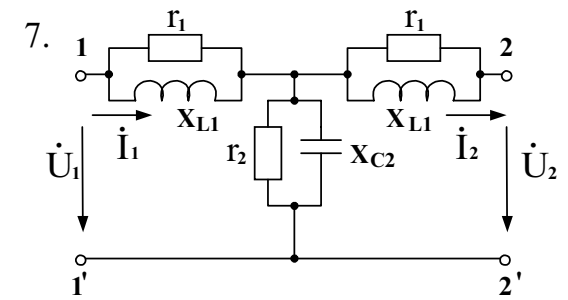 7.
r₁ r₁
1 2
X_L1 X_L1
İ₁ İ₂
r₂ X_C2
U̇₁ U̇₂
1' 2'